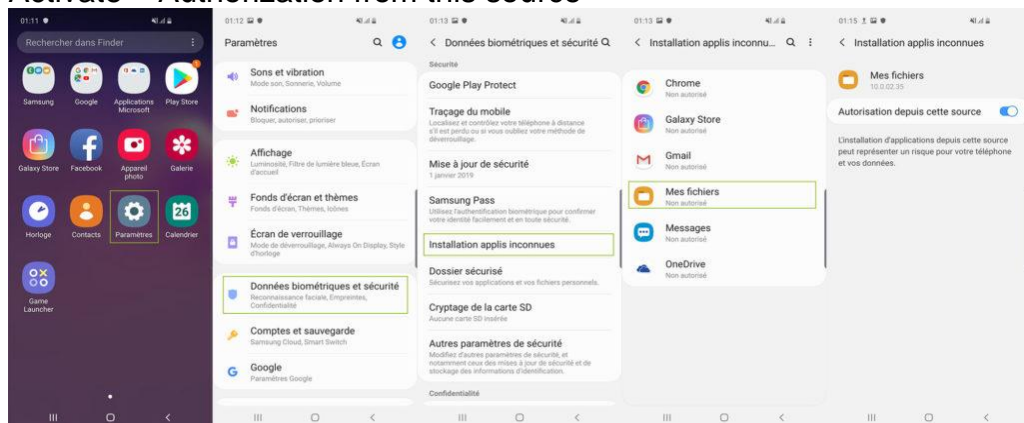 Activate « Authorization from this source »
01:11
Rechercher dans Finder
Samsung
Google
Applications
Microsoft
Play Store
Galaxy Store
Facebook
Appareil
photo
Galerie
26
Horloge
Contacts
Paramètres
Calendrier
Game
Launcher
01:12
Paramètres
Sons et vibration
Mode son, Sonnerie, Volume
Notifications
Bloquer, autoriser, prioriser
Affichage
Luminosité, Filtre de lumière bleue, Écran
d'accueil
Fonds d'écran et thèmes
Fonds d'écran, Thèmes, Icônes
Écran de verrouillage
Mode de déverrouillage, Always On Display, Style
d'horloge
Données biométriques et sécurité
Reconnaissance faciale, Empreintes,
Confidentialité
Comptes et sauvegarde
Samsung Cloud, Smart Switch
Google
Paramètres Google
01:13
Données biométriques et sécurité
Sécurité
Google Play Protect
Traçage du mobile
Localisez et contrôlez votre téléphone à distance
s'il est perdu ou si vous oubliez votre méthode de
déverrouillage.
Mise à jour de sécurité
1 janvier 2019
Samsung Pass
Utilisez l'authentification biométrique pour confirmer
votre identité facilement et en toute sécurité.
Installation applis inconnues
Dossier sécurisé
Sécurisez vos applications et vos fichiers personnels.
Cryptage de la carte SD
Aucune carte SD insérée
Autres paramètres de sécurité
Modifiez d'autres paramètres de sécurité, et
notamment ceux des mises à jour de sécurité et de
stockage des informations d'identification.
Confidentialité
01:13
Installation applis inconnu...
Chrome
Non autorisé
Galaxy Store
Non autorisé
Gmail
Non autorisé
Mes fichiers
Non autorisé
Messages
Non autorisé
OneDrive
Non autorisé
01:15
Installation applis inconnues
Mes fichiers
10.0.02.35
Autorisation depuis cette source
L'installation d'applications depuis cette source
peut représenter un risque pour votre téléphone
et vos données.